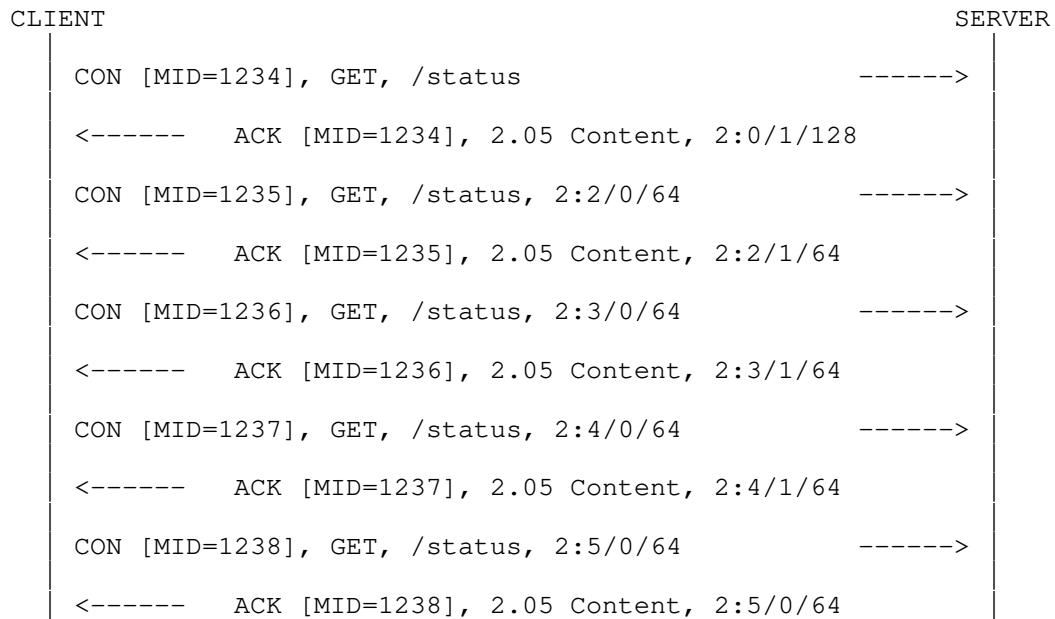 CLIENT SERVER
CON [MID=1234], GET, /status ------>
<------ ACK [MID=1234], 2.05 Content, 2:0/1/128
CON [MID=1235], GET, /status, 2:2/0/64 ------>
<------ ACK [MID=1235], 2.05 Content, 2:2/1/64
CON [MID=1236], GET, /status, 2:3/0/64 ------>
<------ ACK [MID=1236], 2.05 Content, 2:3/1/64
CON [MID=1237], GET, /status, 2:4/0/64 ------>
<------ ACK [MID=1237], 2.05 Content, 2:4/1/64
CON [MID=1238], GET, /status, 2:5/0/64 ------>
<------ ACK [MID=1238], 2.05 Content, 2:5/0/64